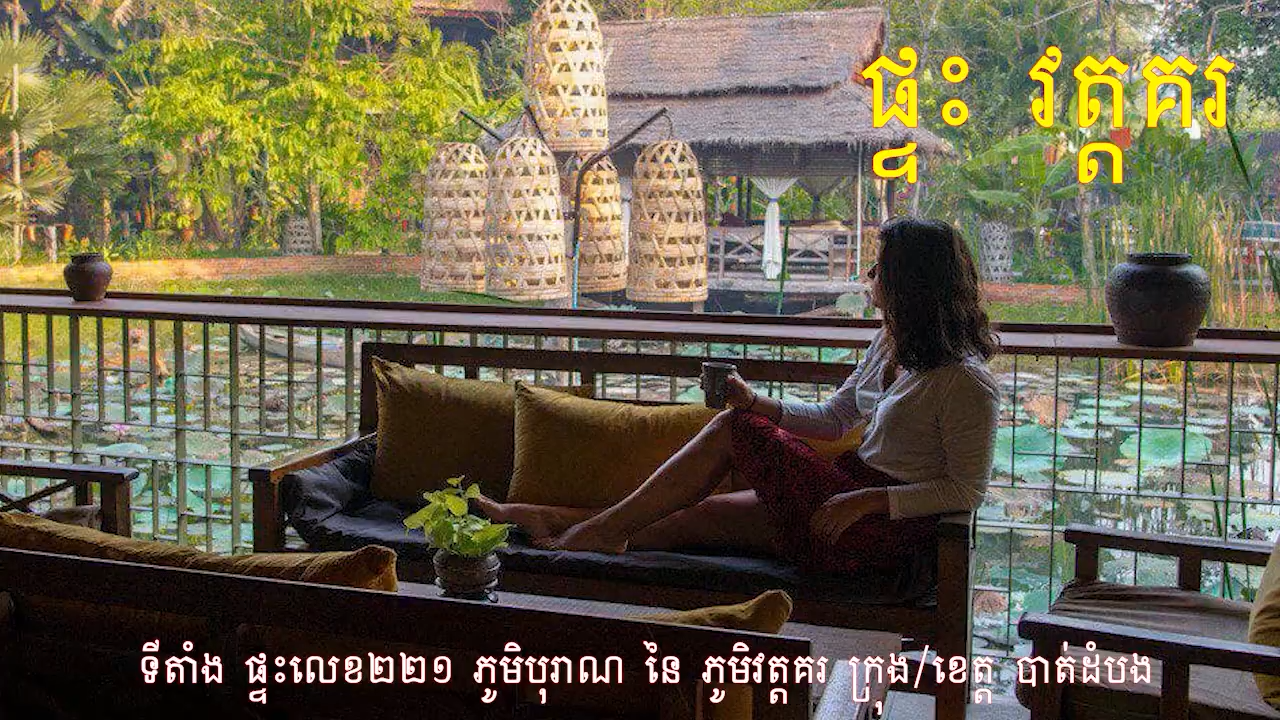 ផ្ទះ វត្តគរ
ទីតាំង ផ្ទះលេខ២២១ ភូមិបុរាណ នៃ ភូមិវត្តគរ ក្រុង/ខេត្ត បាត់ដំបង